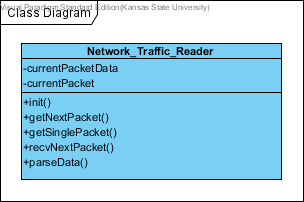 Visual Paradigm Standard Edition(Kansas State University)
Class Diagram
Network_Traffic_Reader
-currentPacketData
-currentPacket
+init()
+getNextPacket()
+getSinglePacket()
+recvNextPacket()
+parseData()